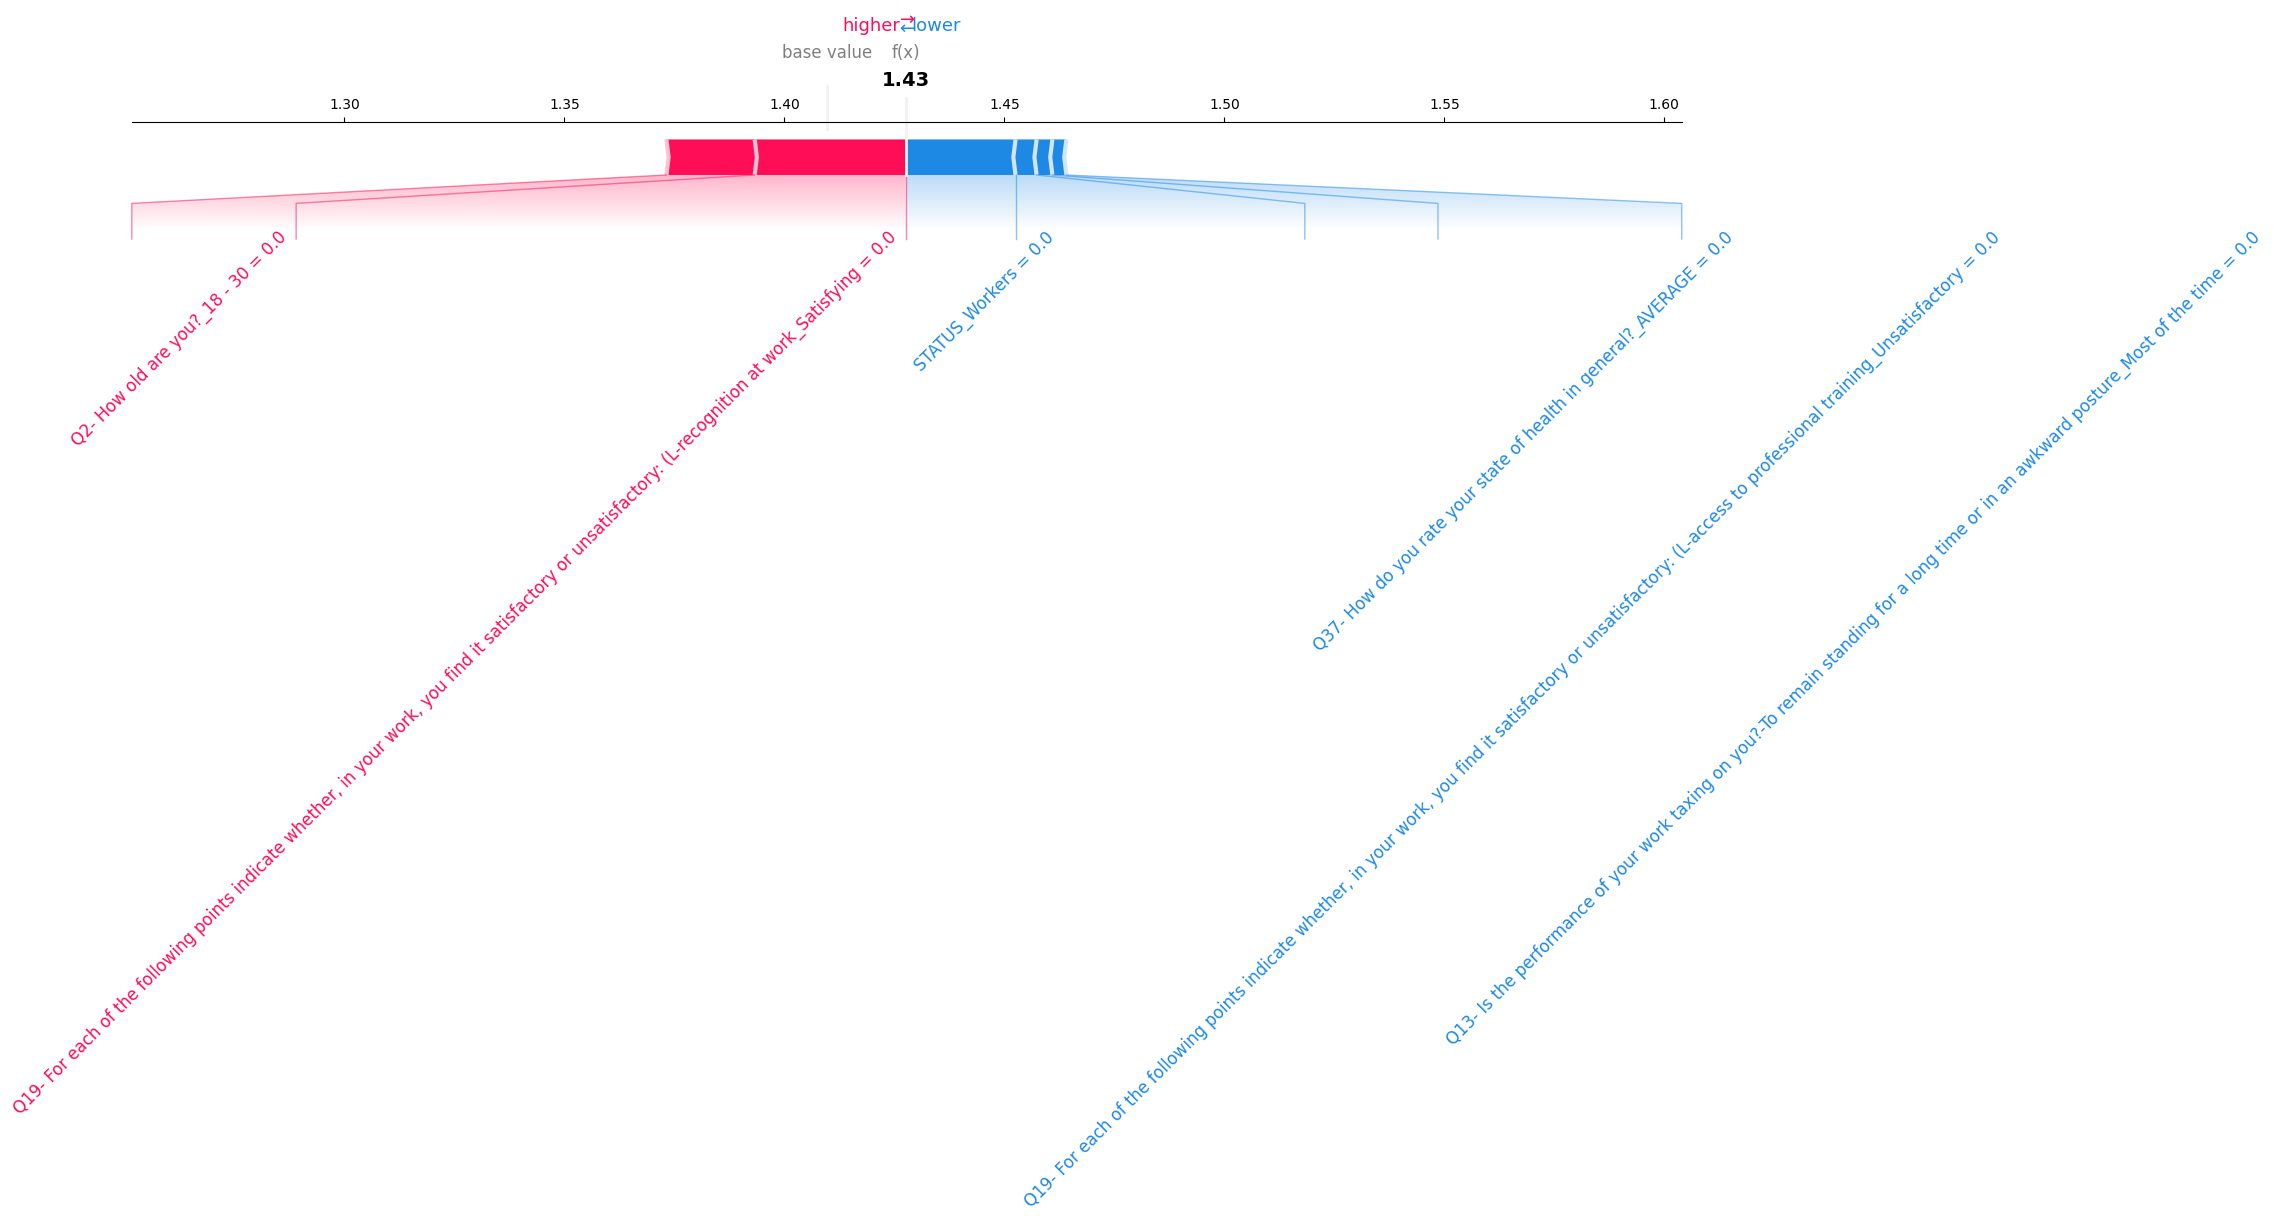 higher ⇄ lower
base value f(x)
1.43
1.30 1.35 1.40 1.45 1.50 1.55 1.60
Q2- How old are you?_18 - 30 = 0.0
Q19- For each of the following points indicate whether, in your work, you find it satisfactory or unsatisfactory: (L-recognition at work_Satisfying = 0.0
STATUS_Workers = 0.0
Q37- How do you rate your state of health in general?_AVERAGE = 0.0
Q19- For each of the following points indicate whether, in your work, you find it satisfactory or unsatisfactory: (L-access to professional training_Unsatisfactory = 0.0
Q13- Is the performance of your work taxing on you?-To remain standing for a long time or in an awkward posture_Most of the time = 0.0